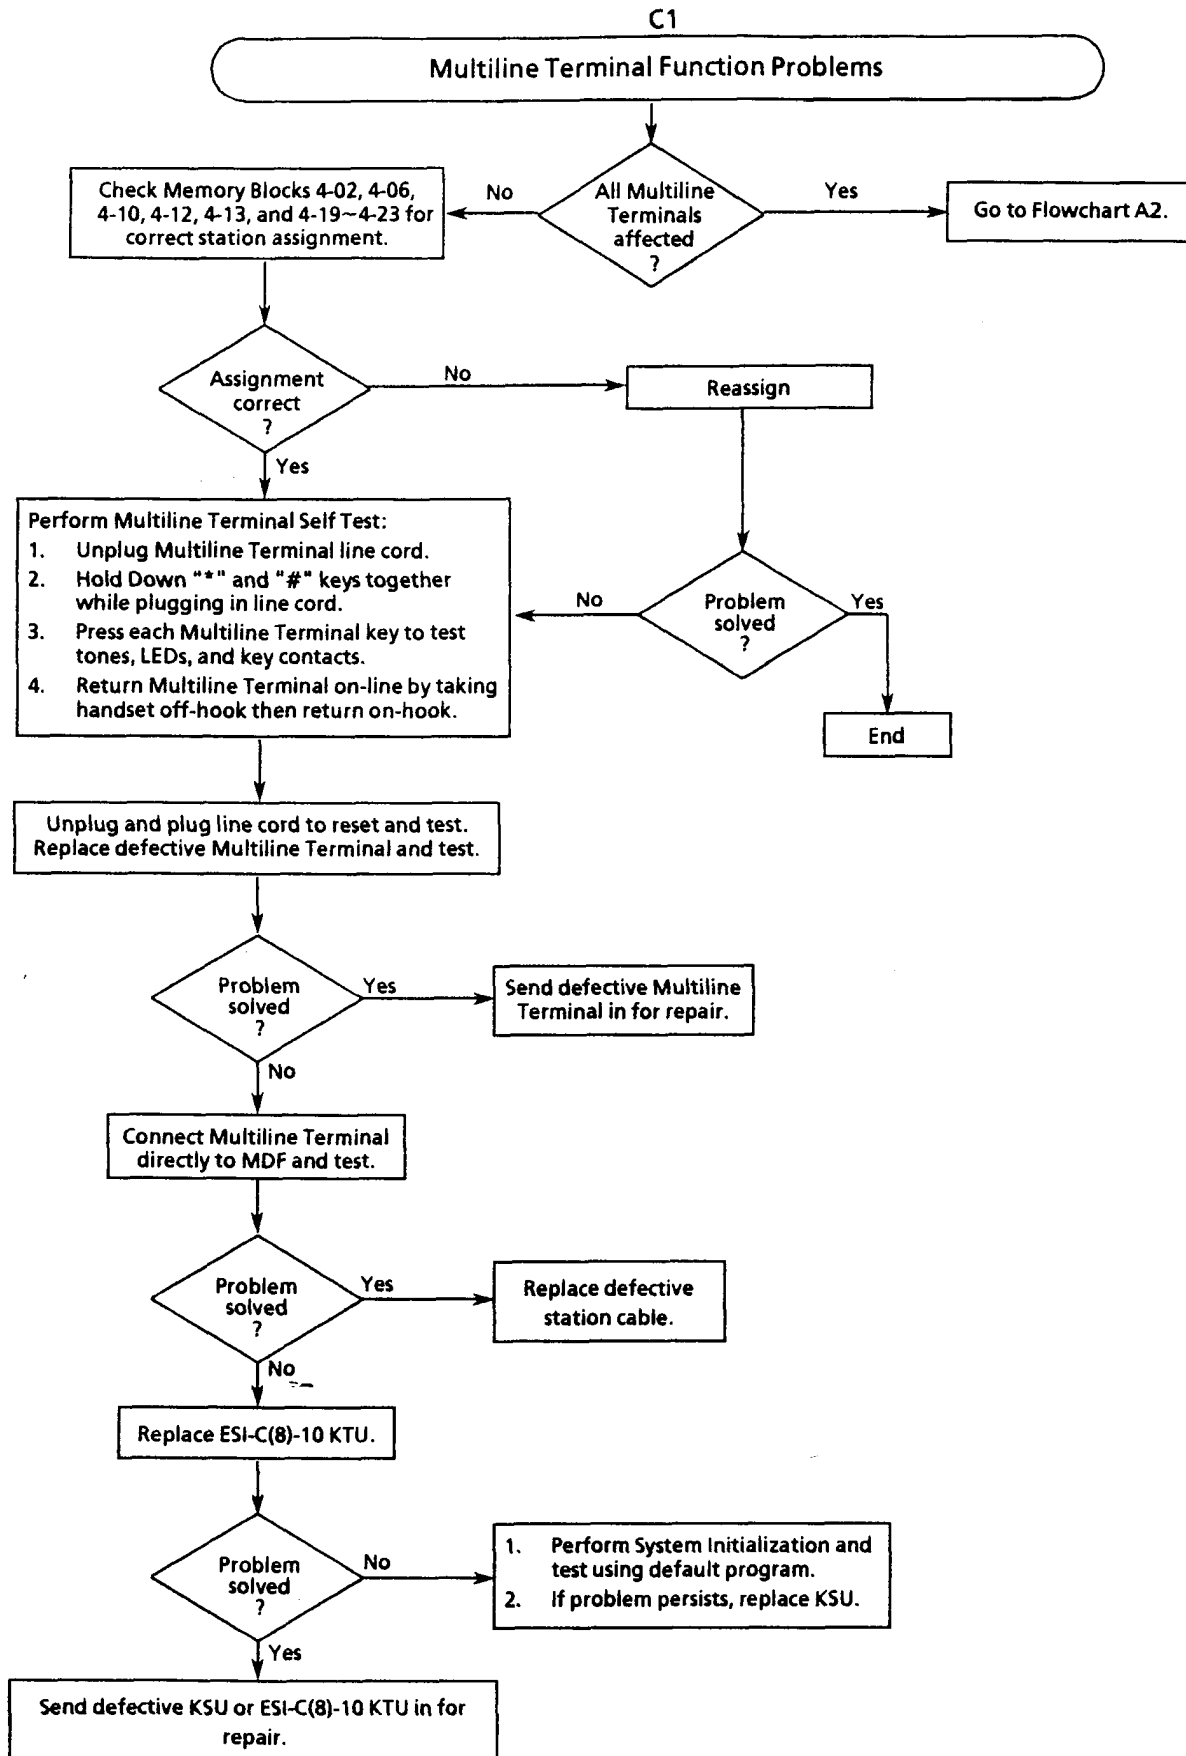 C1
Multiline Terminal Function Problems
All Multiline
Terminals
affected
?
No
Yes
Check Memory Blocks 4-02, 4-06,
4-10, 4-12, 4-13, and 4-19~4-23 for
correct station assignment.
Go to Flowchart A2.
Assignment
correct
?
No
Reassign
Yes
Perform Multiline Terminal Self Test:
1. Unplug Multiline Terminal line cord.
2. Hold Down "*" and "#" keys together
while plugging in line cord.
3. Press each Multiline Terminal key to test
tones, LEDs, and key contacts.
4. Return Multiline Terminal on-line by taking
handset off-hook then return on-hook.
No
Problem
solved
?
Yes
End
Unplug and plug line cord to reset and test.
Replace defective Multiline Terminal and test.
Problem
solved
?
Yes
Send defective Multiline
Terminal in for repair.
No
Connect Multiline Terminal
directly to MDF and test.
Problem
solved
?
Yes
Replace defective
station cable.
No
Replace ESI-C(8)-10 KTU.
Problem
solved
?
No
1. Perform System Initialization and
test using default program.
2. If problem persists, replace KSU.
Yes
Send defective KSU or ESI-C(8)-10 KTU in for
repair.